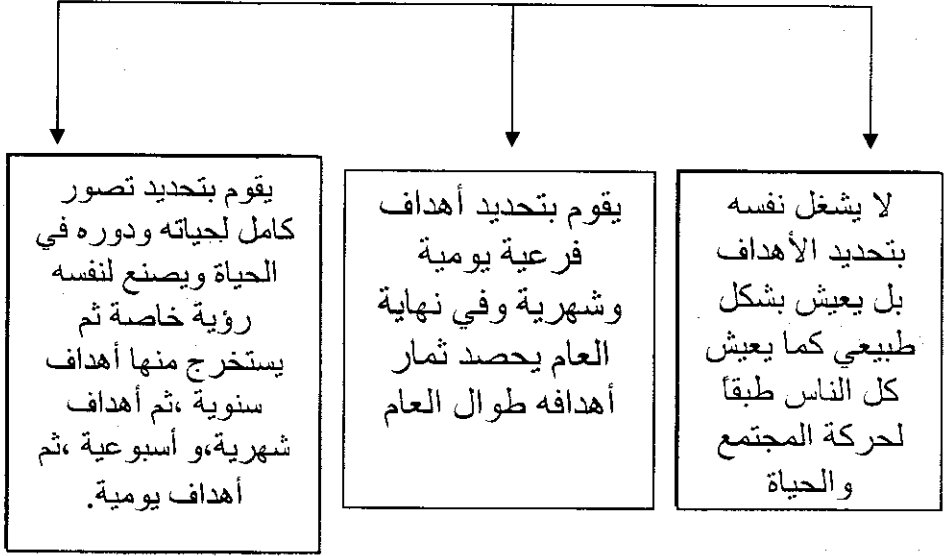 لا يشغل نفسه
بتحديد الأهداف
بل يعيش بشكل
طبيعي كما يعيش
كل الناس طبقاً
لحركة المجتمع
والحياة
يقوم بتحديد أهداف
فرعية يومية
وشهرية وفي نهاية
العام يحصد ثمار
أهدافه طوال العام
يقوم بتحديد تصور
كامل لحياته ودوره في
الحياة ويصنع لنفسه
رؤية خاصة ثم
يستخرج منها أهداف
سنوية ،ثم أهداف
شهرية،و أسبوعية ،ثم
أهداف يومية.